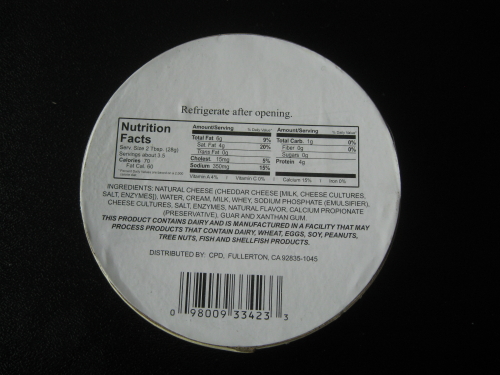 Refrigerate after opening.
Nutrition
Facts
Serv. Size 2 Tbsp. (28g)
Servings about 3.5
Calories 70
Fat Cal. 60
Amount/Serving % Daily Value*
Total Fat 6g 9%
Sat. Fat 4g 20%
Trans Fat 0g
Cholest. 15mg 5%
Sodium 350mg 15%
Amount/Serving % Daily Value*
Total Carb. 1g 0%
Fiber 0g 0%
Sugars 0g
Protein 4g
Vitamin A 4% | Vitamin C 0% | Calcium 15% | Iron 0%
INGREDIENTS: NATURAL CHEESE (CHEDDAR CHEESE [MILK, CHEESE CULTURES,
SALT, ENZYMES]), WATER, CREAM, MILK, WHEY, SODIUM PHOSPHATE (EMULSIFIER),
CHEESE CULTURES, SALT, ENZYMES, NATURAL FLAVOR, CALCIUM PROPIONATE
(PRESERVATIVE), GUAR AND XANTHAN GUM.
THIS PRODUCT CONTAINS DAIRY AND IS MANUFACTURED IN A FACILITY THAT MAY
PROCESS PRODUCTS THAT CONTAIN DAIRY, WHEAT, EGGS, SOY, PEANUTS,
TREE NUTS, FISH AND SHELLFISH PRODUCTS.
DISTRIBUTED BY: CPD, FULLERTON, CA 92835-1045
0 98009 33423 3